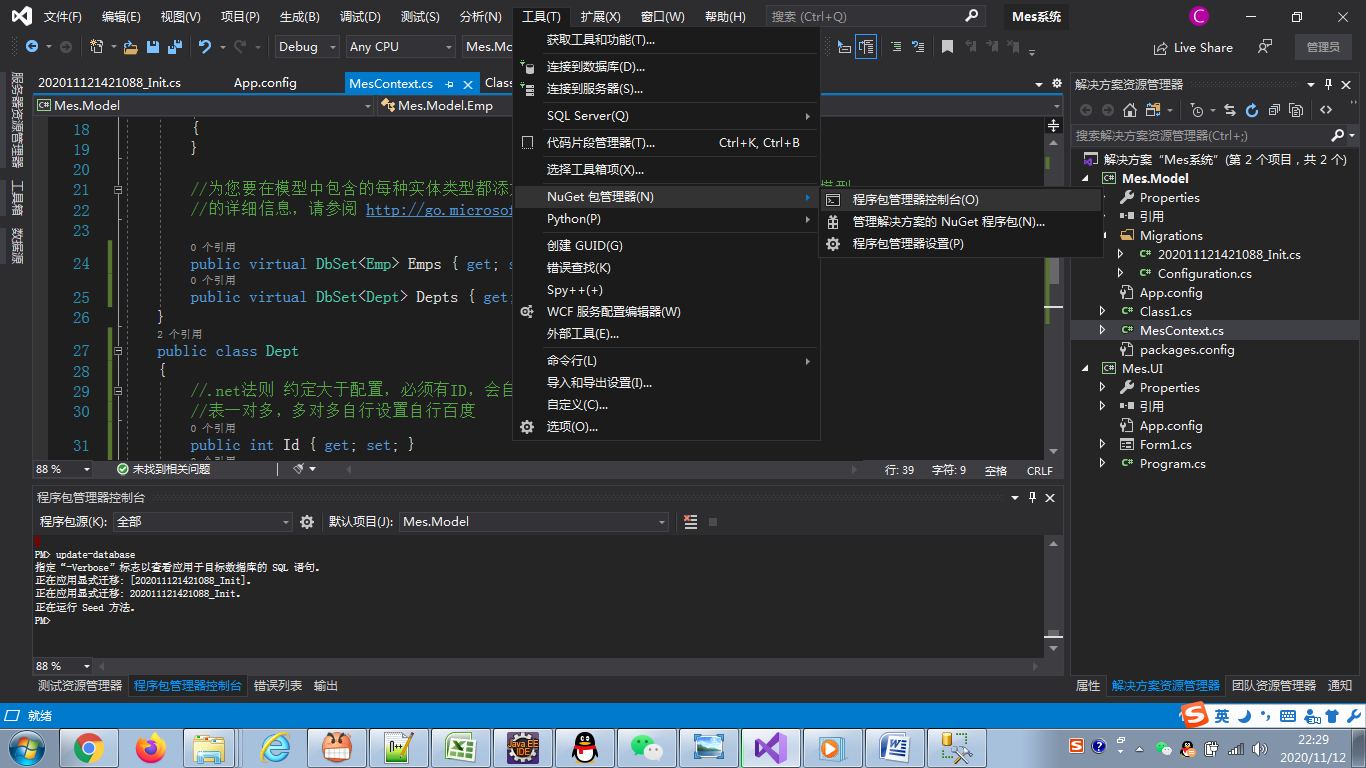 文件(F) 编辑(E) 视图(V) 项目(P) 生成(B) 调试(D) 测试(S) 分析(N) 工具(T) 扩展(X) 窗口(W) 帮助(H) 搜索 (Ctrl+Q) Mes系统 C
Debug Any CPU Mes.M Live Share 管理员
服务器资源管理器
工具箱
数据源
202011121421088_Init.cs App.config MesContext.cs Class
Mes.Model Mes.Model.Emp
18 {
19 }
20
21 //为您要在模型中包含的每种实体类型都添
22 //的详细信息，请参阅 http://go.microsof
23
0 个引用
24 public virtual DbSet<Emp> Emps { get; s
0 个引用
25 public virtual DbSet<Dept> Depts { get;
26 }
2 个引用
27 public class Dept
28 {
29 //.net法则 约定大于配置，必须有ID，会自
30 //表一对多，多对多自行设置自行百度
0 个引用
31 public int Id { get; set; }
88 % 未找到相关问题 行: 39 字符: 9 空格 CRLF
获取工具和功能(T)...
连接到数据库(D)...
连接到服务器(S)...
SQL Server(Q)
代码片段管理器(T)... Ctrl+K, Ctrl+B
选择工具箱项(X)...
NuGet 包管理器(N)
Python(P)
创建 GUID(G)
错误查找(K)
Spy++(+)
WCF 服务配置编辑器(W)
外部工具(E)...
命令行(L)
导入和导出设置(I)...
自定义(C)...
选项(O)...
程序包管理器控制台(O)
管理解决方案的 NuGet 程序包(N)...
程序包管理器设置(P)
解决方案资源管理器
搜索解决方案资源管理器(Ctrl+;)
解决方案"Mes系统"(第 2 个项目，共 2 个)
Mes.Model
Properties
引用
Migrations
202011121421088_Init.cs
Configuration.cs
App.config
Class1.cs
MesContext.cs
packages.config
Mes.UI
Properties
引用
App.config
Form1.cs
Program.cs
程序包管理器控制台
程序包源(K): 全部 默认项目(J): Mes.Model
PM> update-database
指定“-Verbose”标志以查看应用于目标数据库的 SQL 语句。
正在应用显式迁移: [202011121421088_Init]。
正在应用显式迁移: 202011121421088_Init.
正在运行 Seed 方法。
PM>
88 %
测试资源管理器 程序包管理器控制台 错误列表 输出
属性 解决方案资源管理器 团队资源管理器 通知
就绪
英
Java EE
IDE
22:29
2020/11/12